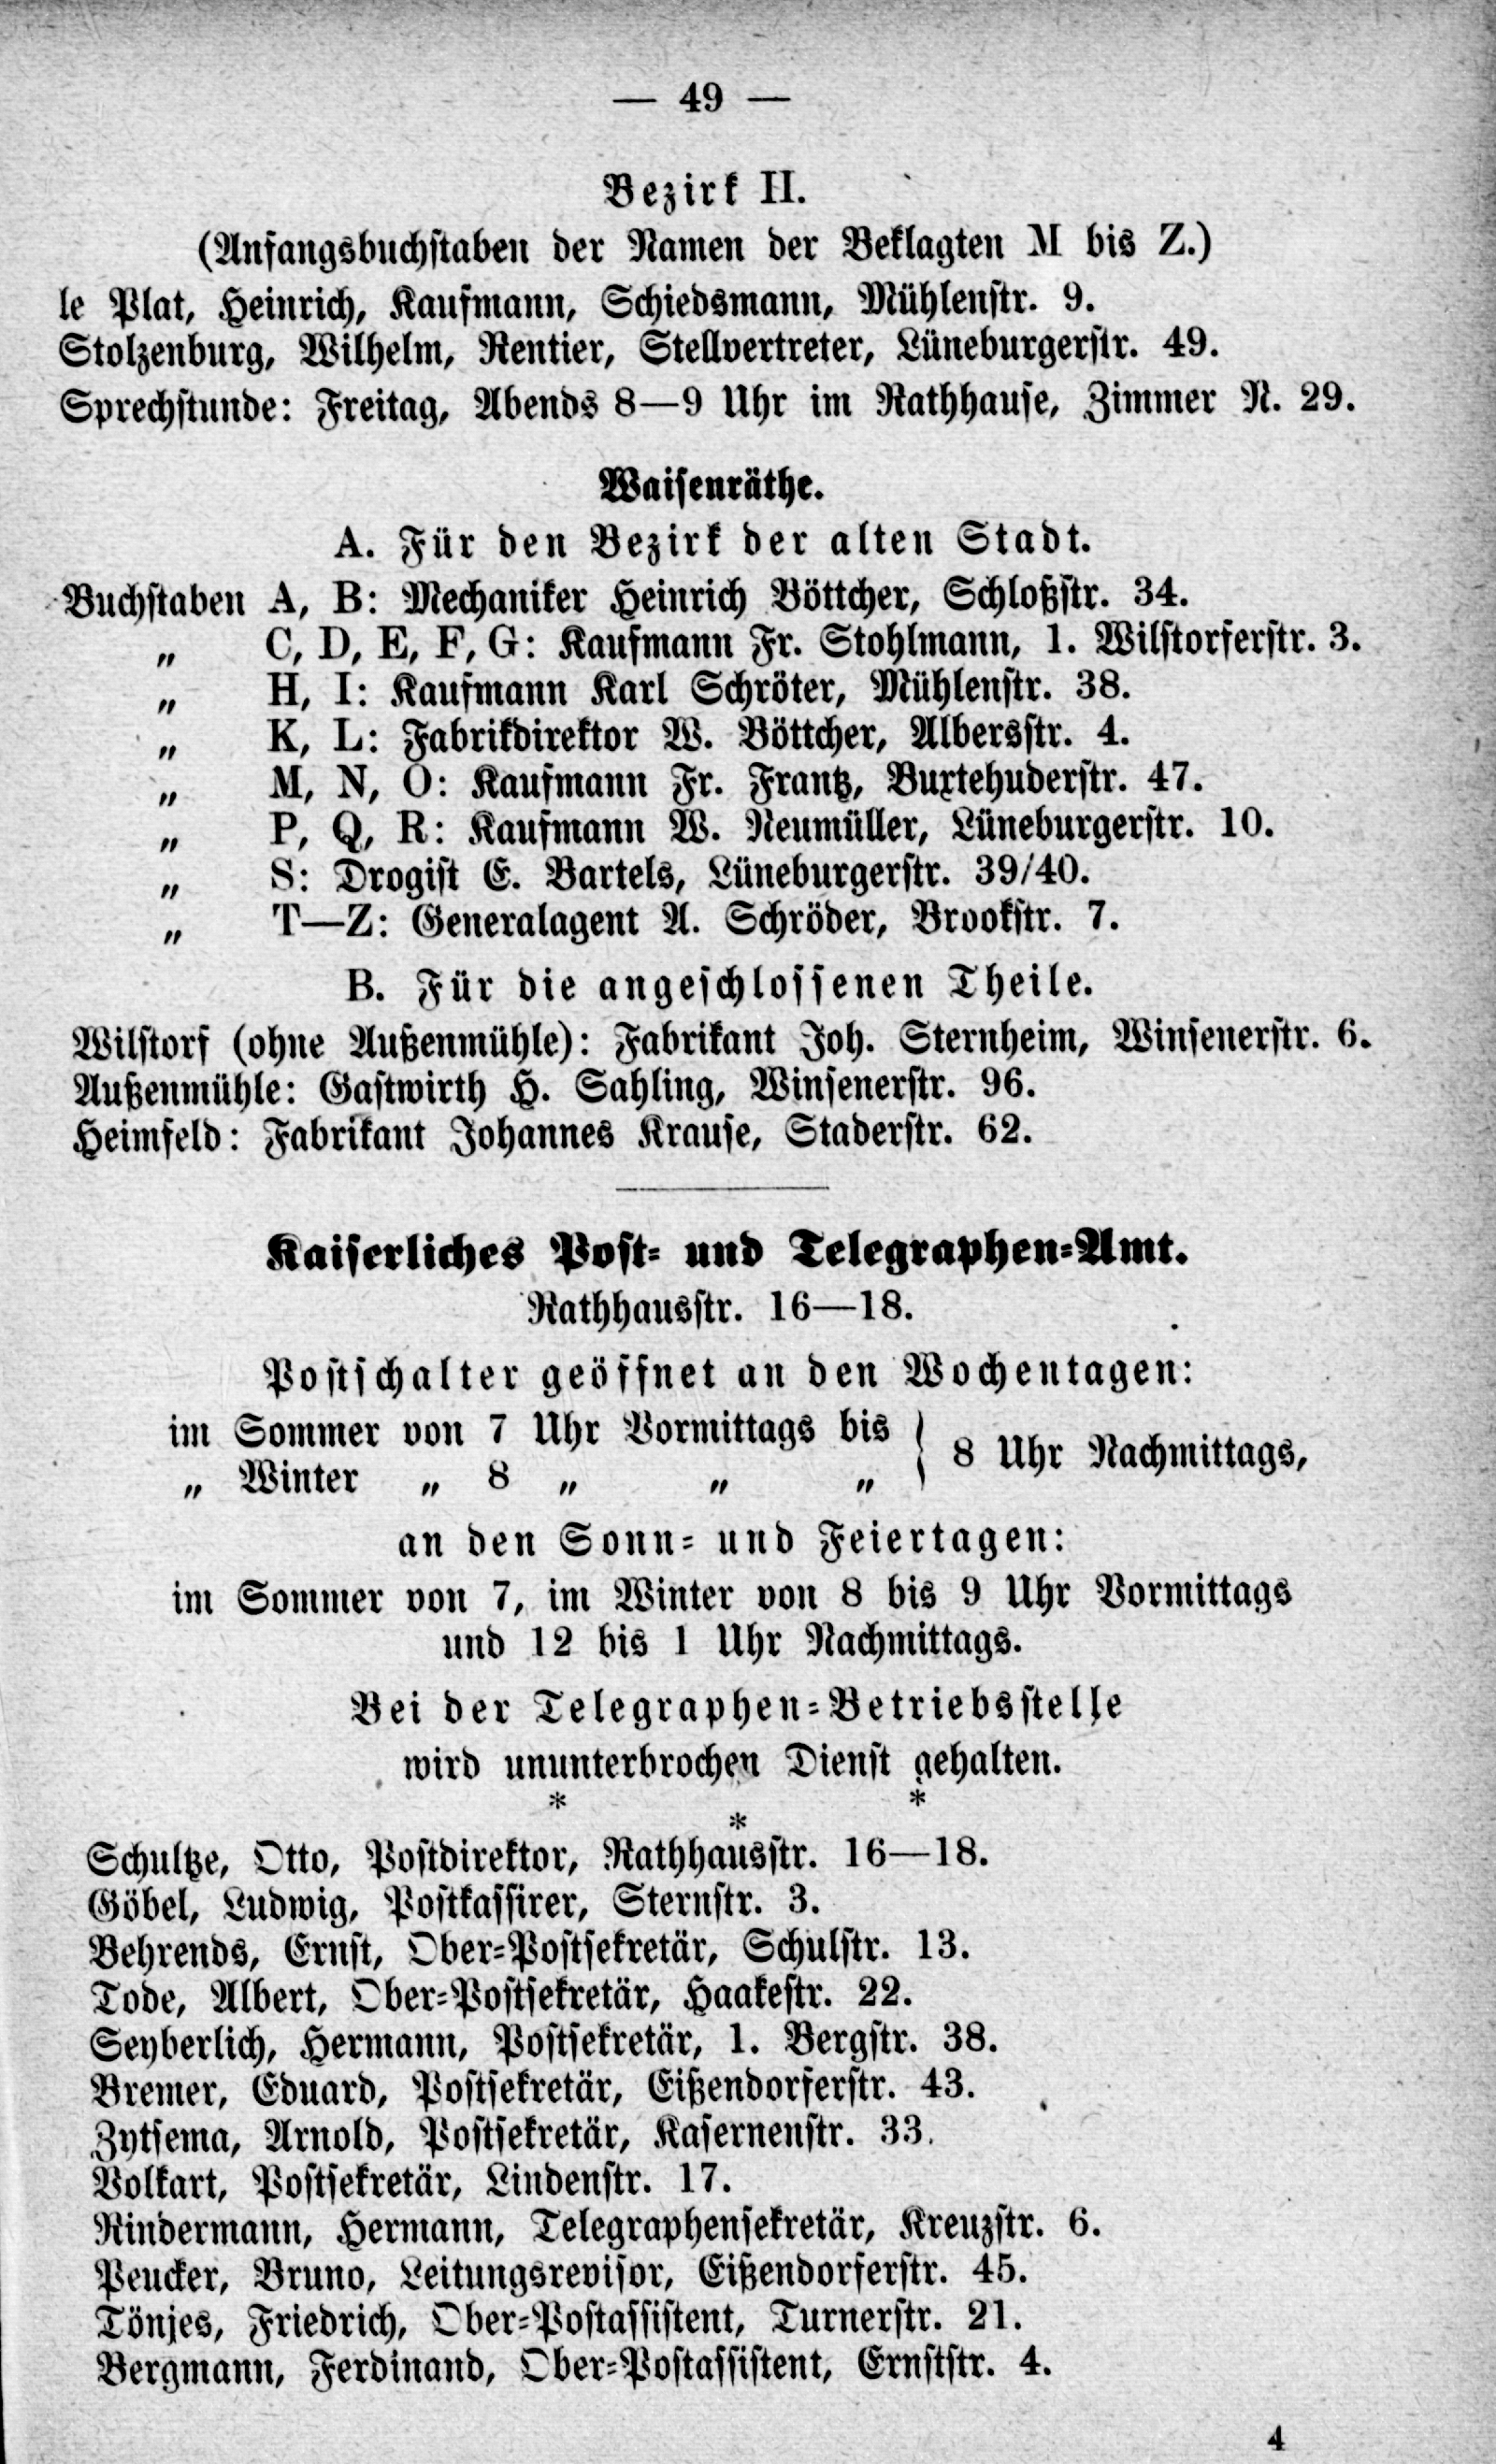 — 49 —
Bezirk II.
(Anfangsbuchstaben der Namen der Beklagten M bis Z.)
le Plat, Heinrich, Kaufmann, Schiedsmann, Mühlenstr. 9.
Stolzenburg, Wilhelm, Rentier, Stellvertreter, Lüneburgerstr. 49.
Sprechstunde: Freitag, Abends 8—9 Uhr im Rathhause, Zimmer N. 29.
Waisenräthe.
A. Für den Bezirk der alten Stadt.
Buchstaben A, B: Mechaniker Heinrich Böttcher, Schloßstr. 34.
„ C, D, E, F, G: Kaufmann Fr. Stohlmann, 1. Wilstorferstr. 3.
„ H, I: Kaufmann Karl Schröter, Mühlenstr. 38.
„ K, L: Fabrikdirektor W. Böttcher, Albersstr. 4.
„ M, N, O: Kaufmann Fr. Frantz, Buxtehuderstr. 47.
„ P, Q, R: Kaufmann W. Neumüller, Lüneburgerstr. 10.
„ S: Drogist E. Bartels, Lüneburgerstr. 39/40.
„ T—Z: Generalagent A. Schröder, Brookstr. 7.
B. Für die angeschlossenen Theile.
Wilstorf (ohne Außenmühle): Fabrikant Joh. Sternheim, Winsenerstr. 6.
Außenmühle: Gastwirth H. Sahling, Winsenerstr. 96.
Heimfeld: Fabrikant Johannes Krause, Staderstr. 62.
Kaiserliches Post- und Telegraphen-Amt.
Rathhausstr. 16—18.
Postschalter geöffnet an den Wochentagen:
im Sommer von 7 Uhr Vormittags bis } 8 Uhr Nachmittags,
„ Winter „ 8 „ „ „
an den Sonn- und Feiertagen:
im Sommer von 7, im Winter von 8 bis 9 Uhr Vormittags
und 12 bis 1 Uhr Nachmittags.
Bei der Telegraphen-Betriebsstelle
wird ununterbrochen Dienst gehalten.
* * *
Schultze, Otto, Postdirektor, Rathhausstr. 16—18.
Göbel, Ludwig, Postkassirer, Sternstr. 3.
Behrends, Ernst, Ober-Postsekretär, Schulstr. 13.
Tode, Albert, Ober-Postsekretär, Haakestr. 22.
Seyberlich, Hermann, Postsekretär, 1. Bergstr. 38.
Bremer, Eduard, Postsekretär, Eißendorferstr. 43.
Zytsema, Arnold, Postsekretär, Kasernenstr. 33.
Volkart, Postsekretär, Lindenstr. 17.
Rindermann, Hermann, Telegraphensekretär, Kreuzstr. 6.
Peucker, Bruno, Leitungsrevisor, Eißendorferstr. 45.
Tönjes, Friedrich, Ober-Postassistent, Turnerstr. 21.
Bergmann, Ferdinand, Ober-Postassistent, Ernststr. 4.
4